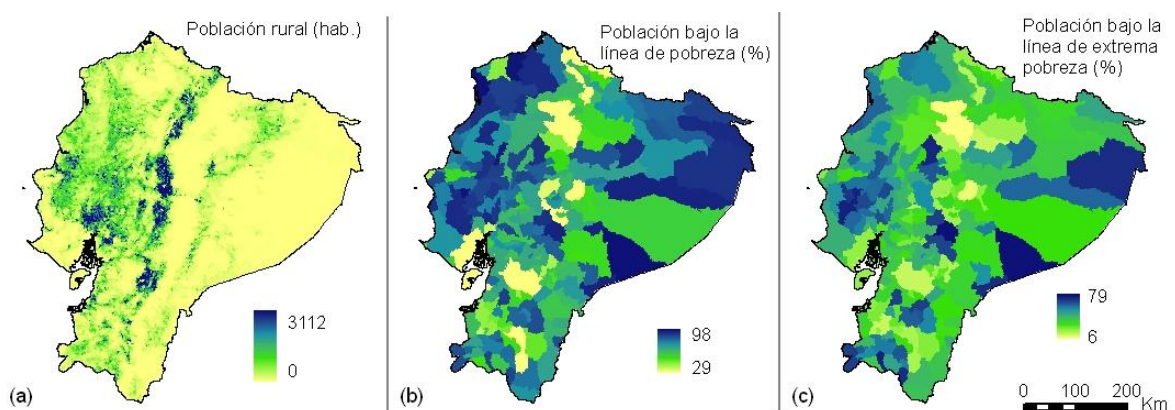 Población rural (hab.)
3112
0
(a)
Población bajo la
línea de pobreza (%)
98
29
(b)
Población bajo la
línea de extrema
pobreza (%)
79
6
(c)
0 100 200
Km